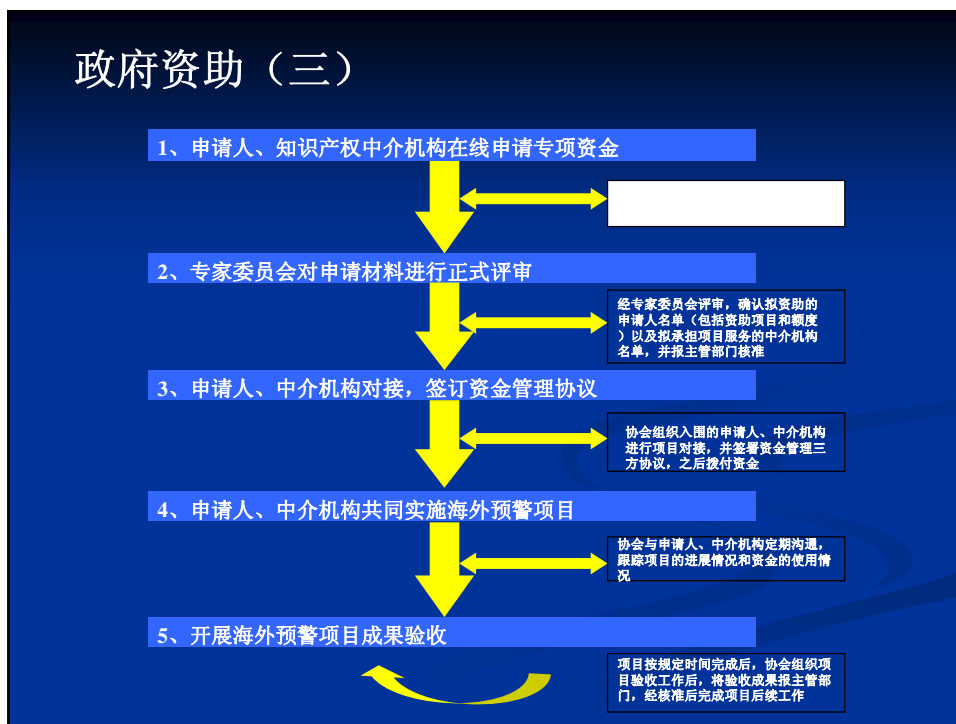 政府资助（三）
1、申请人、知识产权中介机构在线申请专项资金
2、专家委员会对申请材料进行正式评审
经专家委员会评审，确认拟资助的
申请人名单（包括资助项目和额度
）以及拟承担项目服务的中介机构
名单，并报主管部门核准
3、申请人、中介机构对接，签订资金管理协议
协会组织入围的申请人、中介机构
进行项目对接，并签署资金管理三
方协议，之后拨付资金
4、申请人、中介机构共同实施海外预警项目
协会与申请人、中介机构定期沟通，
跟踪项目的进展情况和资金的使用情
况
5、开展海外预警项目成果验收
项目按规定时间完成后，协会组织项
目验收工作后，将验收成果报主管部
门，经核准后完成项目后续工作